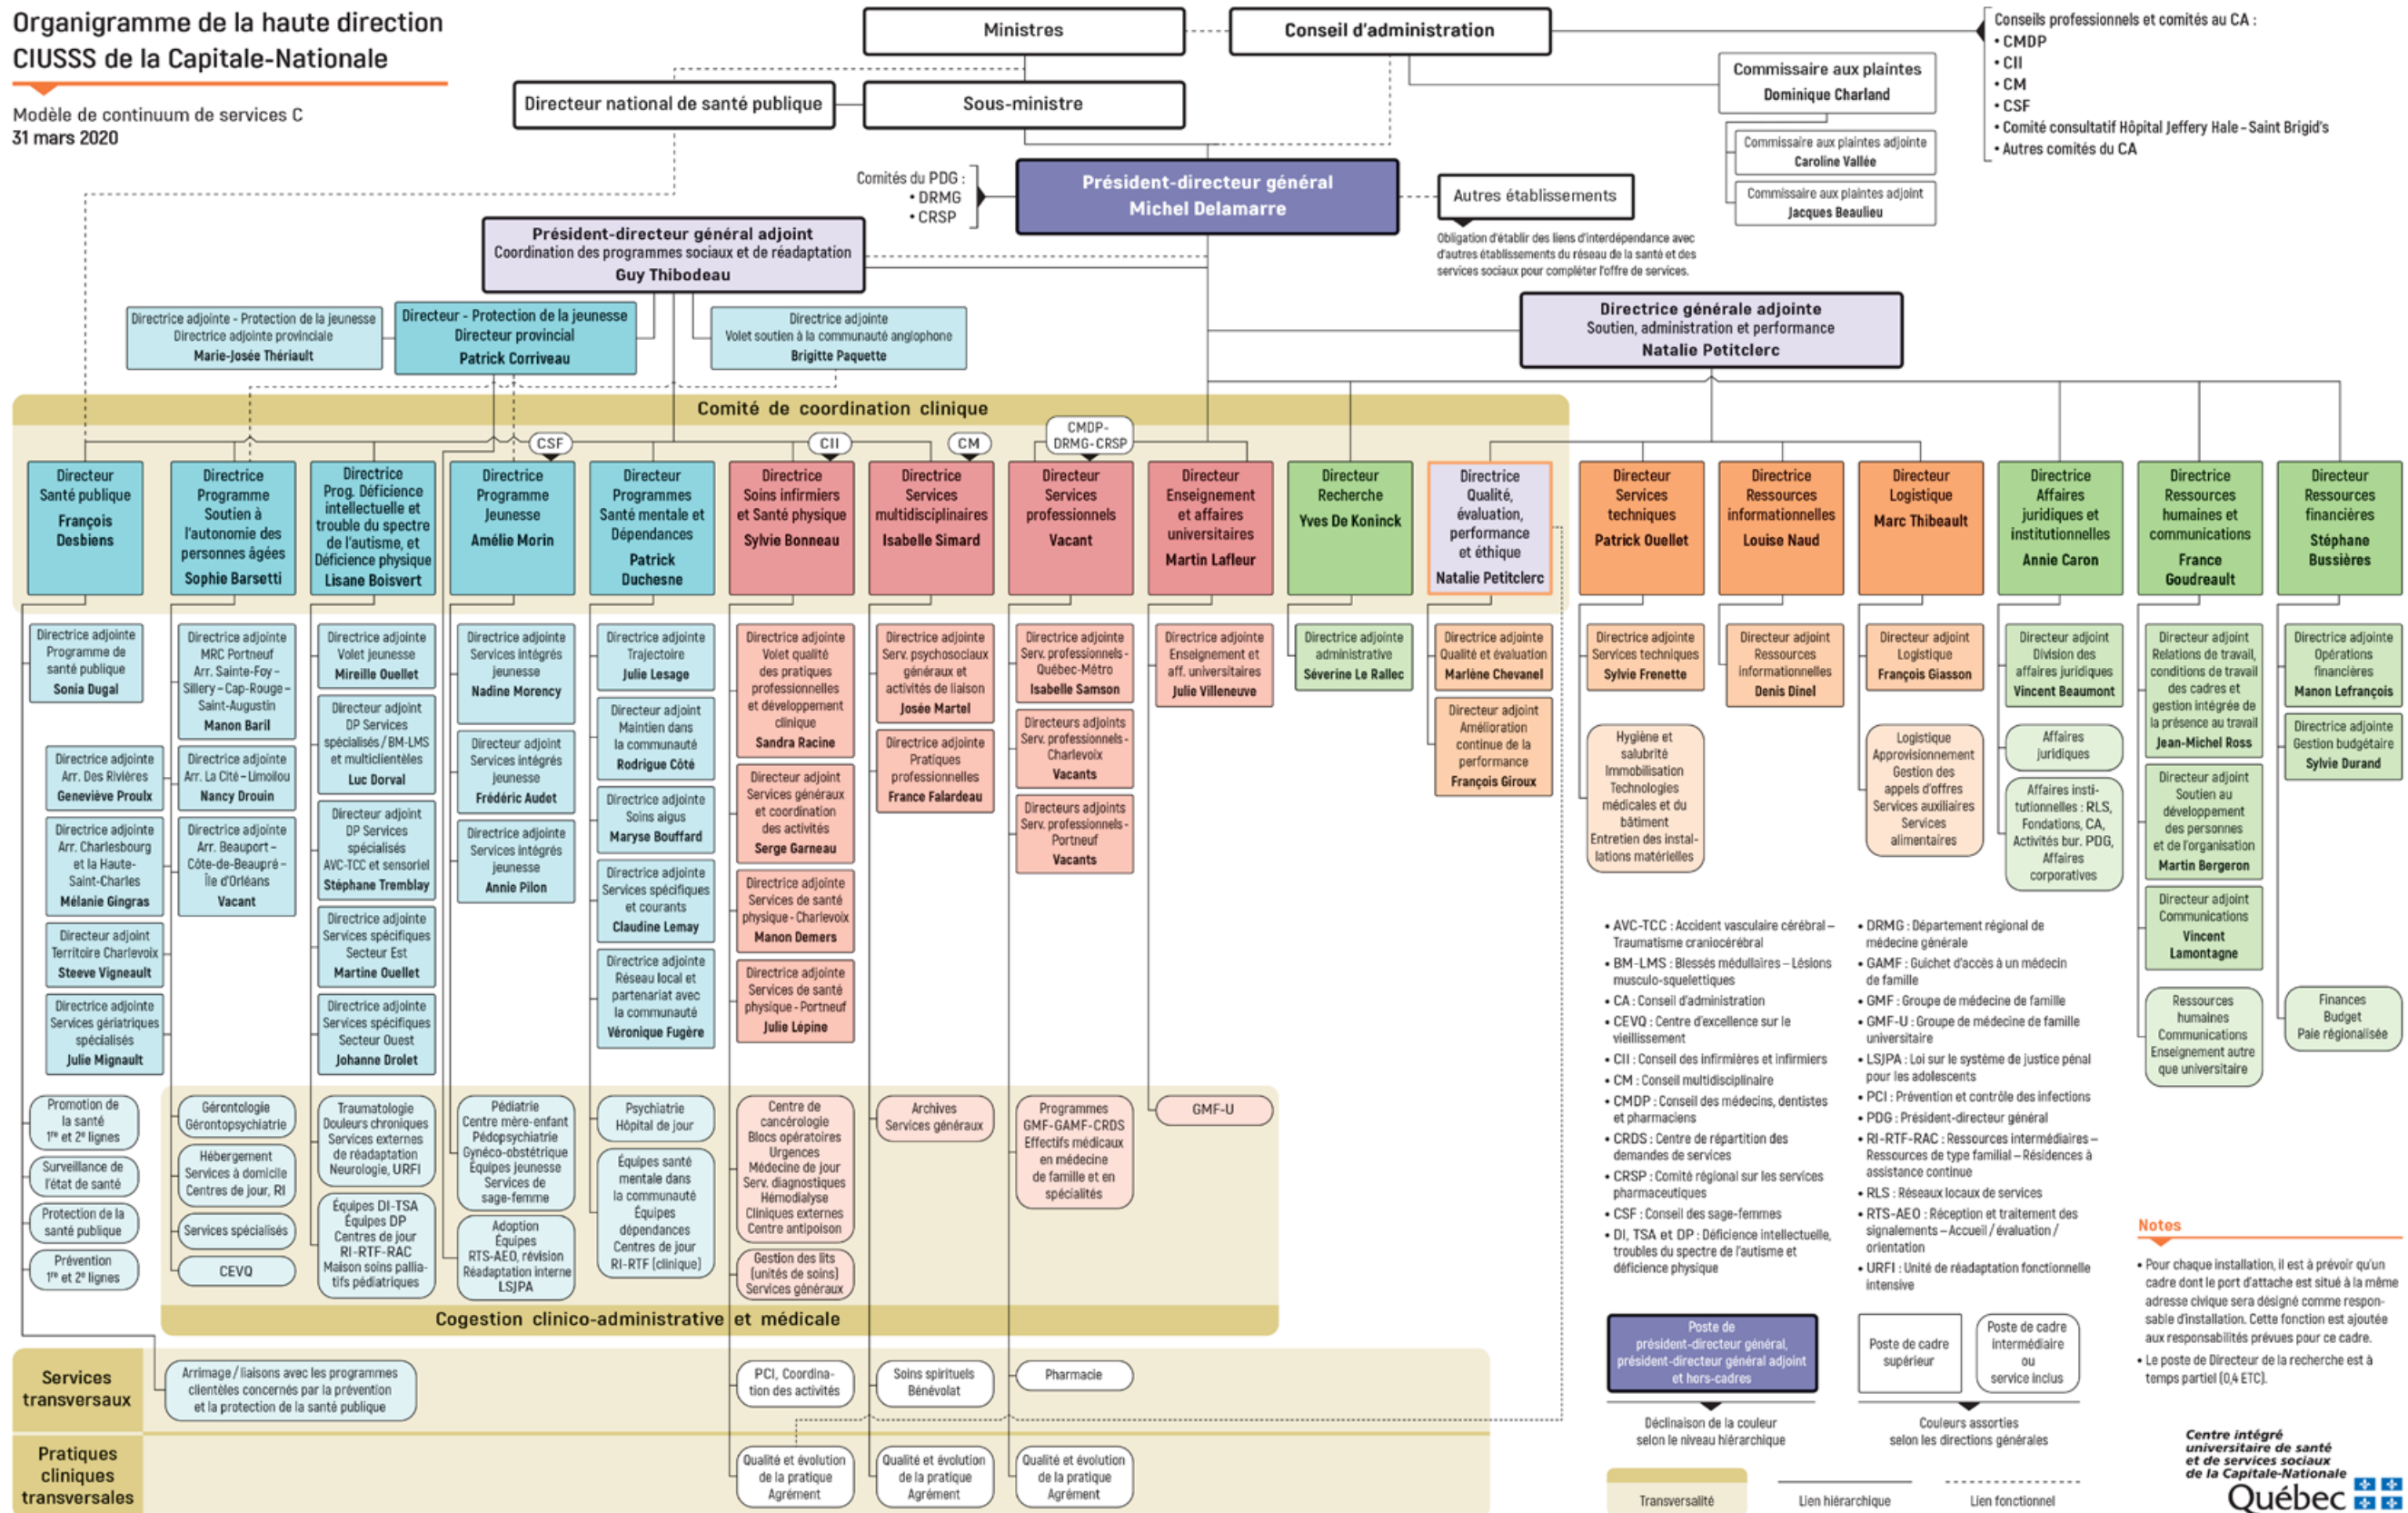 Organigramme de la haute direction
CIUSSS de la Capitale-Nationale
Modèle de continuum de services C
31 mars 2020
Ministres
Conseil d'administration
Directeur national de santé publique
Sous-ministre
Conseils professionnels et comités au CA :
• CMDP
• CII
• CM
• CSF
• Comité consultatif Hôpital Jeffery Hale – Saint Brigid's
• Autres comités du CA
Commissaire aux plaintes
Dominique Charland
Commissaire aux plaintes adjointe
Caroline Vallée
Commissaire aux plaintes adjoint
Jacques Beaulieu
Comités du PDG :
• DRMG
• CRSP
Président-directeur général
Michel Delamarre
Autres établissements
Obligation d'établir des liens d'interdépendance avec
d'autres établissements du réseau de la santé et des
services sociaux pour compléter l'offre de services.
Président-directeur général adjoint
Coordination des programmes sociaux et de réadaptation
Guy Thibodeau
Directrice générale adjointe
Soutien, administration et performance
Natalie Petitclerc
Directrice adjointe - Protection de la jeunesse
Directrice adjointe provinciale
Marie-Josée Thériault
Directeur - Protection de la jeunesse
Directeur provincial
Patrick Corriveau
Directrice adjointe
Volet soutien à la communauté anglophone
Brigitte Paquette
Comité de coordination clinique
CSF
CII
CM
CMDP-
DRMG-CRSP
Directeur
Santé publique
François
Desbiens
Directrice
Programme
Soutien à
l'autonomie des
personnes âgées
Sophie Barsetti
Directrice
Prog. Déficience
intellectuelle et
trouble du spectre
de l'autisme, et
Déficience physique
Lisane Boisvert
Directrice
Programme
Jeunesse
Amélie Morin
Directeur
Programmes
Santé mentale et
Dépendances
Patrick
Duchesne
Directrice
Soins infirmiers
et Santé physique
Sylvie Bonneau
Directrice
Services
multidisciplinaires
Isabelle Simard
Directeur
Services
professionnels
Vacant
Directeur
Enseignement
et affaires
universitaires
Martin Lafleur
Directeur
Recherche
Yves De Koninck
Directrice
Qualité,
évaluation,
performance
et éthique
Natalie Petitclerc
Directeur
Services
techniques
Patrick Ouellet
Directrice
Ressources
informationnelles
Louise Naud
Directeur
Logistique
Marc Thibeault
Directrice
Affaires
juridiques et
institutionnelles
Annie Caron
Directrice
Ressources
humaines et
communications
France
Goudreault
Directeur
Ressources
financières
Stéphane
Bussières
Directrice adjointe
Programme de
santé publique
Sonia Dugal
Directrice adjointe
MRC Portneuf
Arr. Sainte-Foy –
Sillery – Cap-Rouge –
Saint-Augustin
Manon Baril
Directrice adjointe
Arr. Des Rivières
Geneviève Proulx
Directrice adjointe
Arr. La Cité – Limoilou
Nancy Drouin
Directrice adjointe
Arr. Charlesbourg
et la Haute-
Saint-Charles
Mélanie Gingras
Directrice adjointe
Arr. Beauport –
Côte-de-Beaupré –
Île d'Orléans
Vacant
Directeur adjoint
Territoire Charlevoix
Steeve Vigneault
Directrice adjointe
Services gériatriques
spécialisés
Julie Mignault
Directrice adjointe
Volet jeunesse
Mireille Ouellet
Directeur adjoint
DP Services
spécialisés / BM-LMS
et multiclientèles
Luc Dorval
Directeur adjoint
DP Services
spécialisés
AVC-TCC et sensoriel
Stéphane Tremblay
Directrice adjointe
Services spécifiques
Secteur Est
Martine Ouellet
Directrice adjointe
Services spécifiques
Secteur Ouest
Johanne Drolet
Directrice adjointe
Services intégrés
jeunesse
Nadine Morency
Directeur adjoint
Services intégrés
jeunesse
Frédéric Audet
Directrice adjointe
Services intégrés
jeunesse
Annie Pilon
Directrice adjointe
Trajectoire
Julie Lesage
Directeur adjoint
Maintien dans
la communauté
Rodrigue Côté
Directrice adjointe
Soins aigus
Maryse Bouffard
Directrice adjointe
Services spécifiques
et courants
Claudine Lemay
Directrice adjointe
Réseau local et
partenariat avec
la communauté
Véronique Fugère
Directrice adjointe
Volet qualité
des pratiques
professionnelles
et développement
clinique
Sandra Racine
Directeur adjoint
Services généraux
et coordination
des activités
Serge Garneau
Directrice adjointe
Services de santé
physique - Charlevoix
Manon Demers
Directrice adjointe
Services de santé
physique - Portneuf
Julie Lépine
Directrice adjointe
Serv. psychosociaux
généraux et
activités de liaison
Josée Martel
Directrice adjointe
Pratiques
professionnelles
France Falardeau
Directrice adjointe
Serv. professionnels -
Québec-Métro
Isabelle Samson
Directeurs adjoints
Serv. professionnels -
Charlevoix
Vacants
Directeurs adjoints
Serv. professionnels -
Portneuf
Vacants
Directrice adjointe
Enseignement et
aff. universitaires
Julie Villeneuve
Directrice adjointe
administrative
Séverine Le Rallec
Directrice adjointe
Qualité et évaluation
Marlène Chevanel
Directeur adjoint
Amélioration
continue de la
performance
François Giroux
Directrice adjointe
Services techniques
Sylvie Frenette
Hygiène et
salubrité
Immobilisation
Technologies
médicales et du
bâtiment
Entretien des instal-
lations matérielles
Directeur adjoint
Ressources
informationnelles
Denis Dinel
Directeur adjoint
Logistique
François Giasson
Logistique
Approvisionnement
Gestion des
appels d'offres
Services auxiliaires
Services
alimentaires
Directeur adjoint
Division des
affaires juridiques
Vincent Beaumont
Affaires
juridiques
Affaires insti-
tutionnelles : RLS,
Fondations, CA,
Activités bur. PDG,
Affaires
corporatives
Directeur adjoint
Relations de travail,
conditions de travail
des cadres et
gestion intégrée de
la présence au travail
Jean-Michel Ross
Directeur adjoint
Soutien au
développement
des personnes
et de l'organisation
Martin Bergeron
Directeur adjoint
Communications
Vincent
Lamontagne
Ressources
humaines
Communications
Enseignement autre
que universitaire
Directrice adjointe
Opérations
financières
Manon Lefrançois
Directrice adjointe
Gestion budgétaire
Sylvie Durand
Finances
Budget
Paie régionalisée
Promotion de
la santé
1re et 2e lignes
Surveillance de
l'état de santé
Protection de la
santé publique
Prévention
1re et 2e lignes
Gérontologie
Gérontopsychiatrie
Hébergement
Services à domicile
Centres de jour, RI
Services spécialisés
CEVQ
Traumatologie
Douleurs chroniques
Services externes
de réadaptation
Neurologie, URFI
Équipes DI-TSA
Équipes DP
Centres de jour
RI-RTF-RAC
Maison soins pallia-
tifs pédiatriques
Pédiatrie
Centre mère-enfant
Pédopsychiatrie
Gynéco-obstétrique
Équipes jeunesse
Services de
sage-femme
Adoption
Équipes
RTS-AEO, révision
Réadaptation interne
LSJPA
Psychiatrie
Hôpital de jour
Équipes santé
mentale dans
la communauté
Équipes
dépendances
Centres de jour
RI-RTF (clinique)
Centre de
cancérologie
Blocs opératoires
Urgences
Médecine de jour
Serv. diagnostiques
Hémodialyse
Cliniques externes
Centre antipoison
Gestion des lits
(unités de soins)
Services généraux
Archives
Services généraux
Programmes
GMF-GAMF-CRDS
Effectifs médicaux
en médecine
de famille et en
spécialités
GMF-U
Cogestion clinico-administrative et médicale
Services
transversaux
Arrimage / liaisons avec les programmes
clientèles concernés par la prévention
et la protection de la santé publique
PCI, Coordina-
tion des activités
Soins spirituels
Bénévolat
Pharmacie
Pratiques
cliniques
transversales
Qualité et évolution
de la pratique
Agrément
Qualité et évolution
de la pratique
Agrément
Qualité et évolution
de la pratique
Agrément
• AVC-TCC : Accident vasculaire cérébral –
Traumatisme craniocérébral
• BM-LMS : Blessés médullaires – Lésions
musculo-squelettiques
• CA : Conseil d'administration
• CEVQ : Centre d'excellence sur le
vieillissement
• CII : Conseil des infirmières et infirmiers
• CM : Conseil multidisciplinaire
• CMDP : Conseil des médecins, dentistes
et pharmaciens
• CRDS : Centre de répartition des
demandes de services
• CRSP : Comité régional sur les services
pharmaceutiques
• CSF : Conseil des sage-femmes
• DI, TSA et DP : Déficience intellectuelle,
troubles du spectre de l'autisme et
déficience physique
• DRMG : Département régional de
médecine générale
• GAMF : Guichet d'accès à un médecin
de famille
• GMF : Groupe de médecine de famille
• GMF-U : Groupe de médecine de famille
universitaire
• LSJPA : Loi sur le système de justice pénal
pour les adolescents
• PCI : Prévention et contrôle des infections
• PDG : Président-directeur général
• RI-RTF-RAC : Ressources intermédiaires –
Ressources de type familial – Résidences à
assistance continue
• RLS : Réseaux locaux de services
• RTS-AEO : Réception et traitement des
signalements – Accueil / évaluation /
orientation
• URFI : Unité de réadaptation fonctionnelle
intensive
Notes
• Pour chaque installation, il est à prévoir qu'un
cadre dont le port d'attache est situé à la même
adresse civique sera désigné comme respon-
sable d'installation. Cette fonction est ajoutée
aux responsabilités prévues pour ce cadre.
• Le poste de Directeur de la recherche est à
temps partiel (0,4 ETC).
Poste de
président-directeur général,
président-directeur général adjoint
et hors-cadres
Poste de cadre
supérieur
Poste de cadre
intermédiaire
ou
service inclus
Déclinaison de la couleur
selon le niveau hiérarchique
Couleurs assorties
selon les directions générales
Transversalité
Lien hiérarchique
Lien fonctionnel
Centre intégré
universitaire de santé
et de services sociaux
de la Capitale-Nationale
Québec